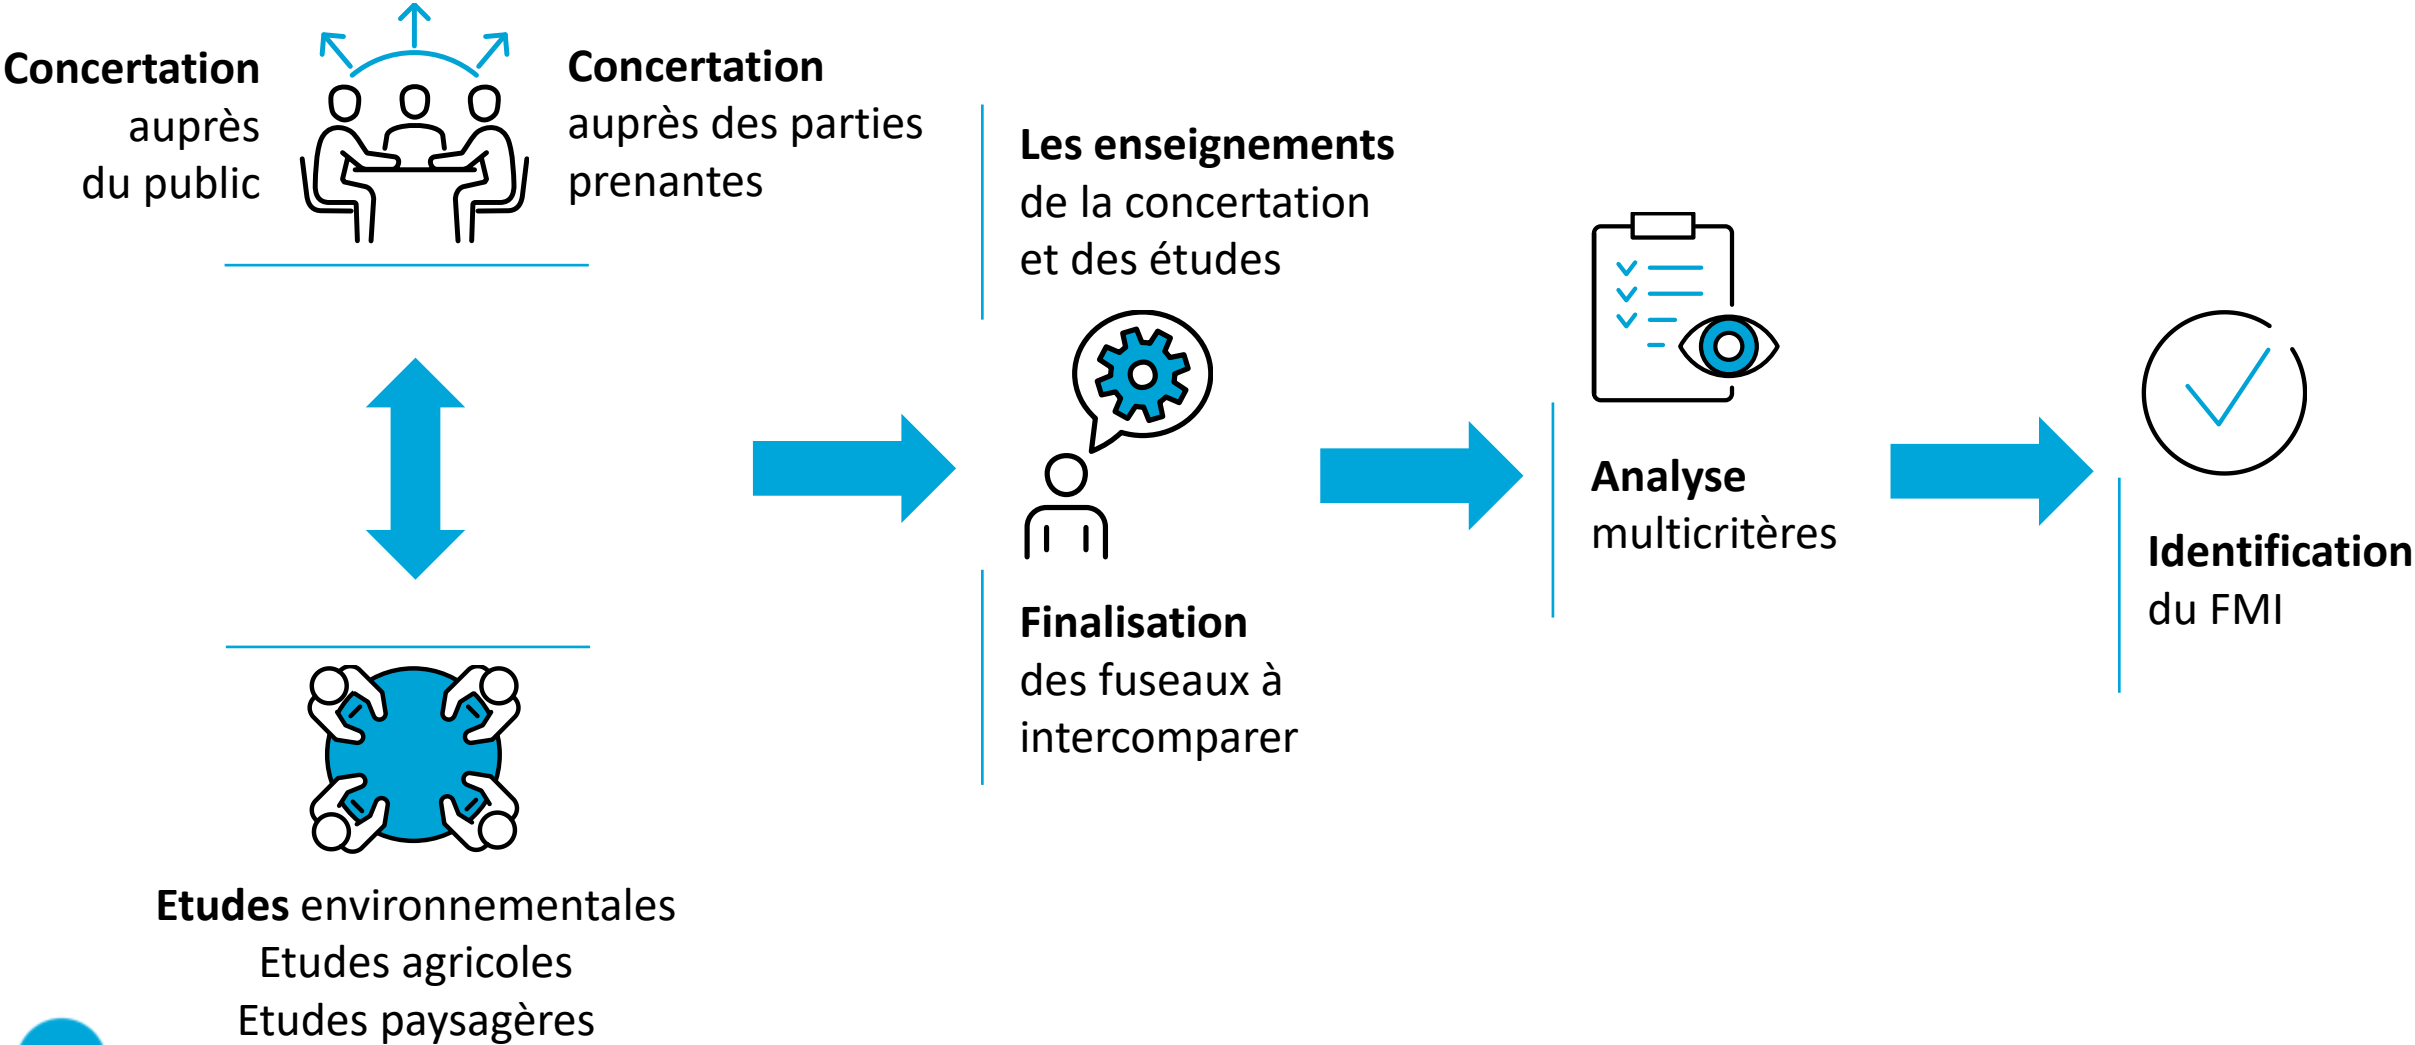 Concertation
auprès
du public
Concertation
auprès des parties
prenantes
Les enseignements
de la concertation
et des études
Finalisation
des fuseaux à
intercomparer
Analyse
multicritères
Identification
du FMI
Etudes environnementales
Etudes agricoles
Etudes paysagères